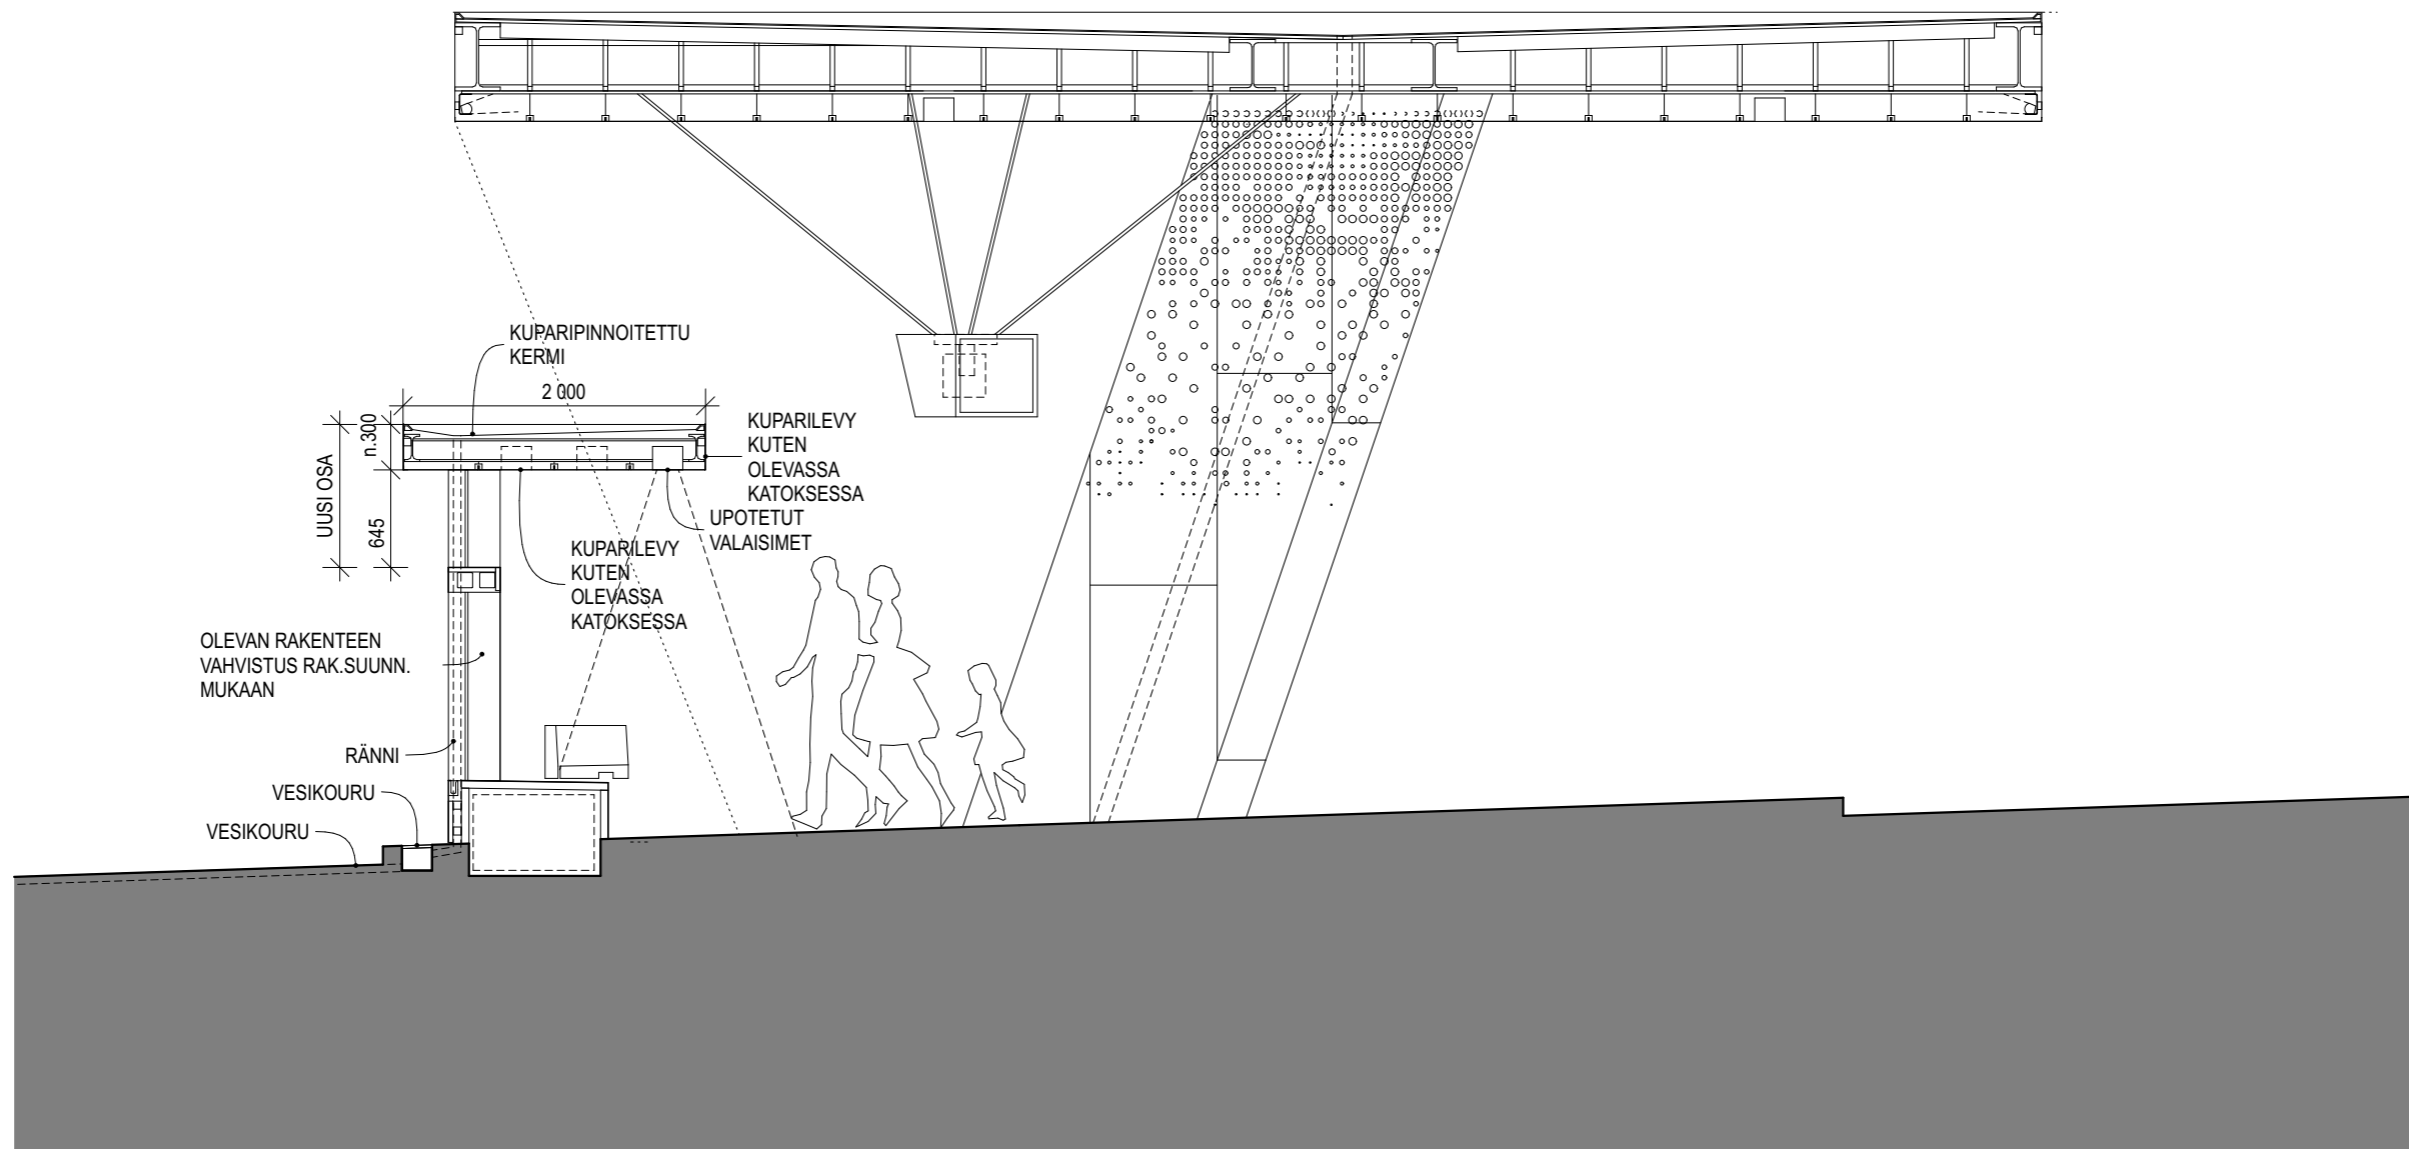 KUPARIPINNOITETTU
KERMI
2 000
n.300
UUSI OSA
645
KUPARILEVY
KUTEN
OLEVASSA
KATOKSESSA
UPOTETUT
VALAISIMET
KUPARILEVY
KUTEN
OLEVASSA
KATOKSESSA
OLEVAN RAKENTEEN
VAHVISTUS RAK.SUUNN.
MUKAAN
RÄNNI
VESIKOURU
VESIKOURU